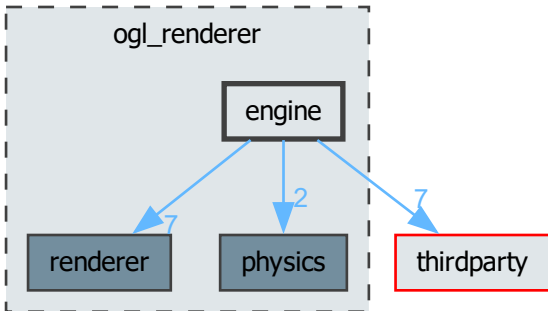 ogl_renderer
engine
7
2
7
renderer
physics
thirdparty